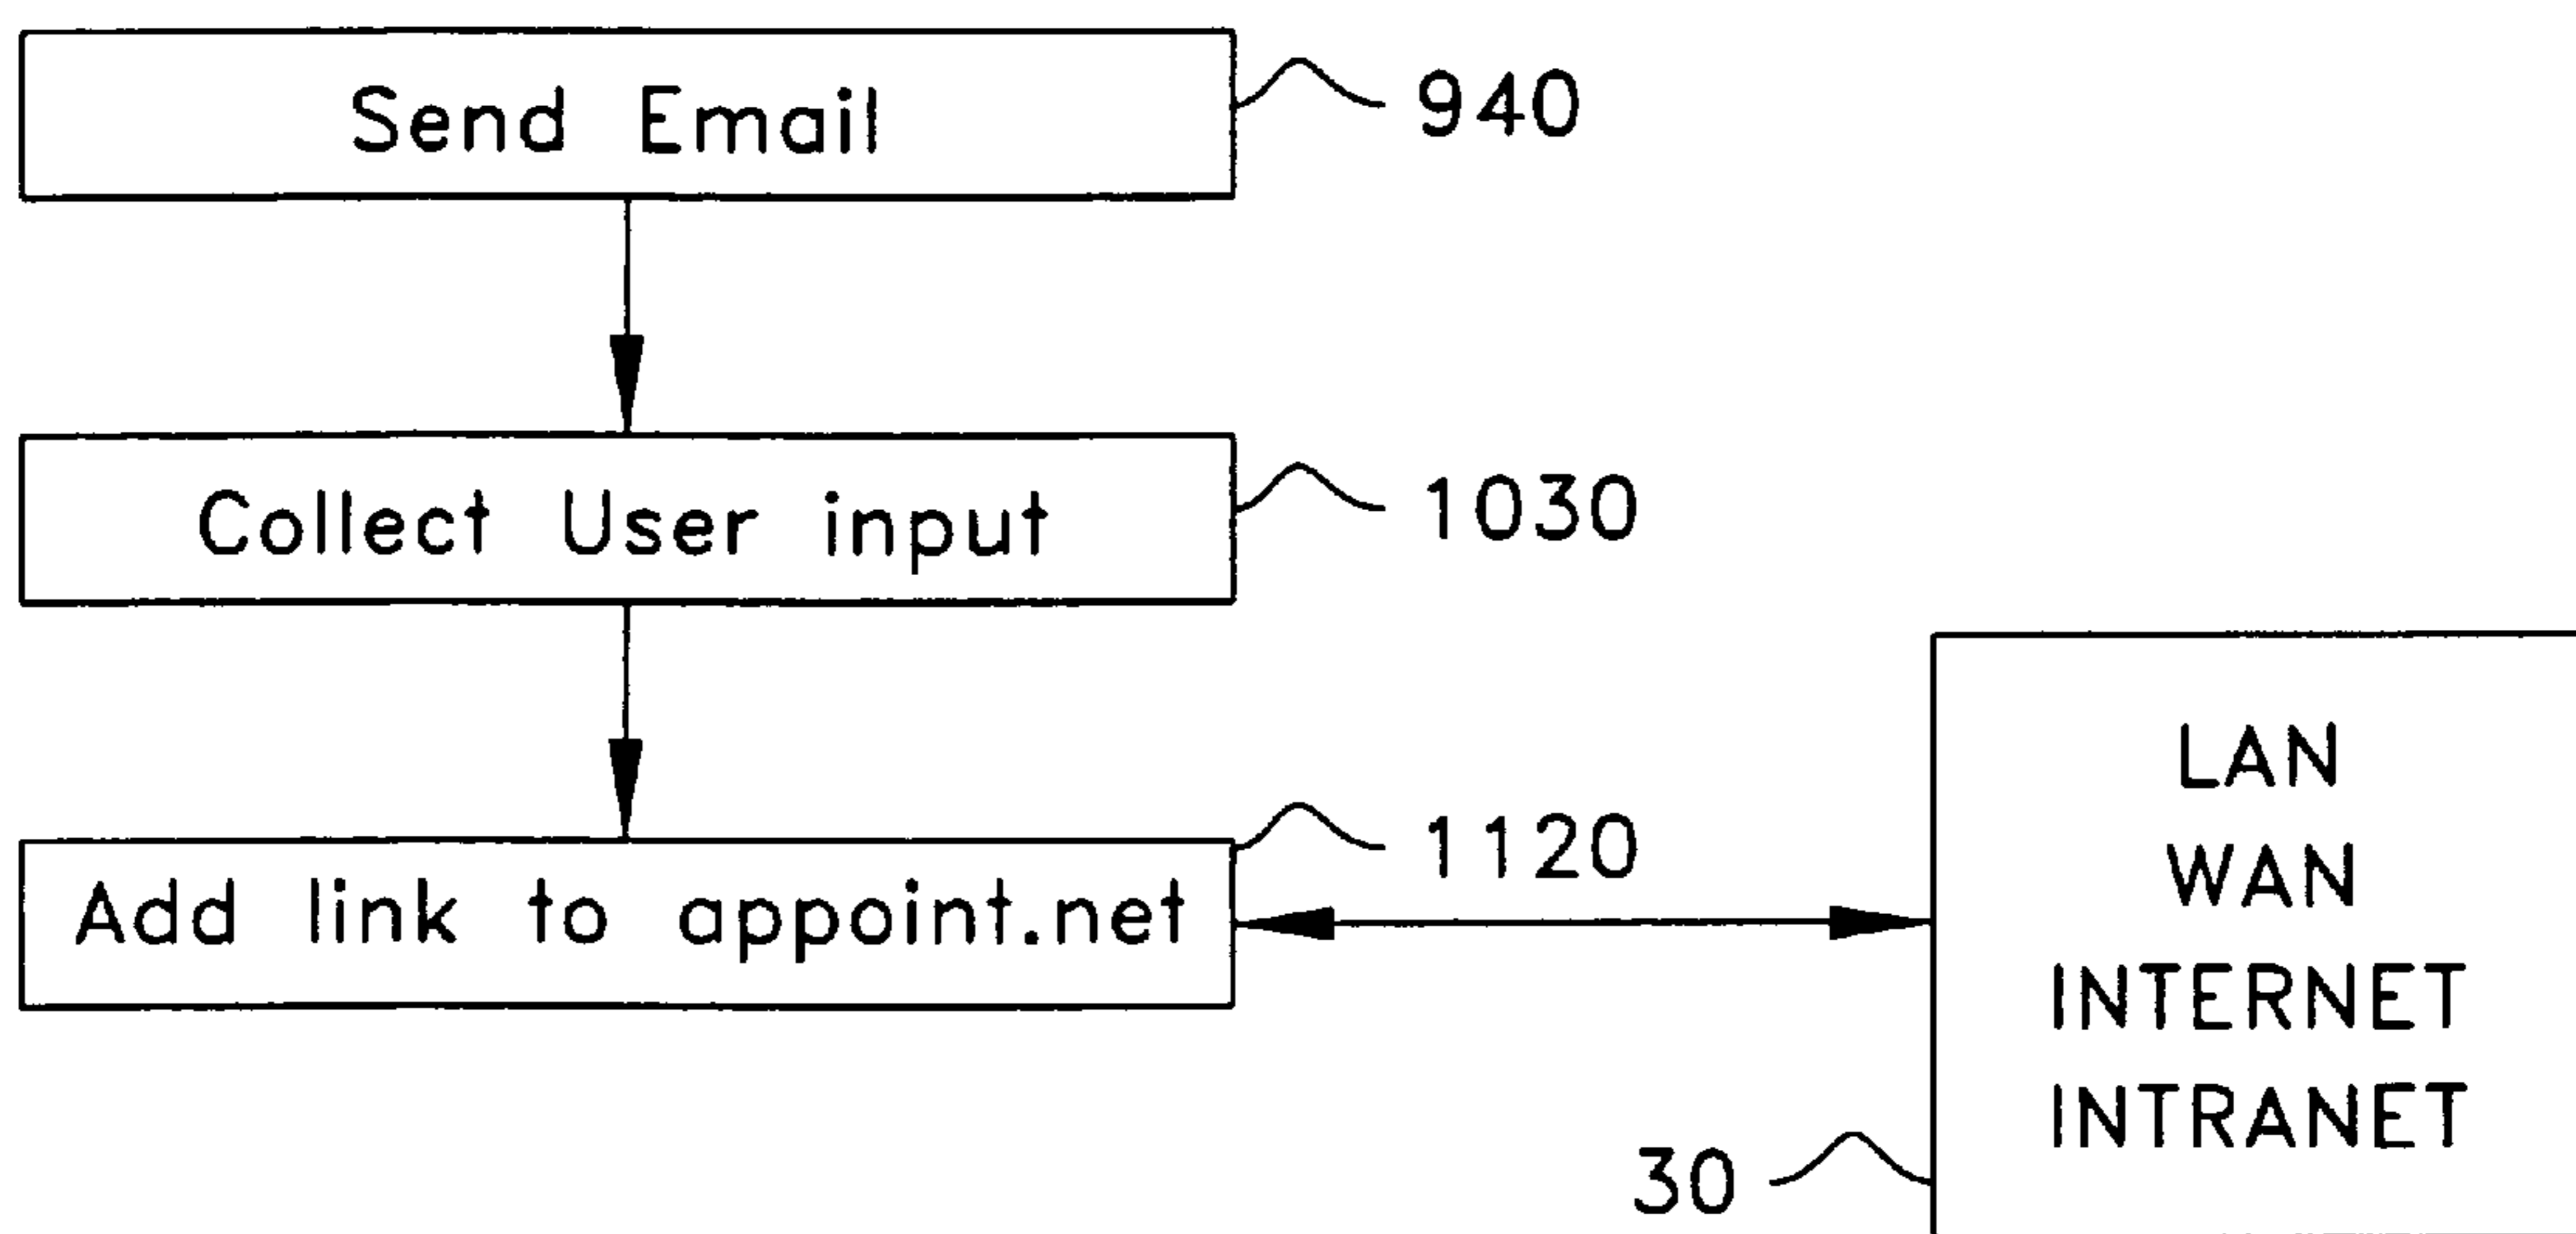 Send Email
940
Collect User input
1030
Add link to appoint.net
1120
LAN
WAN
INTERNET
INTRANET
30